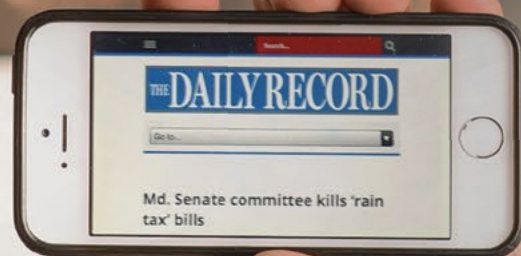 Search...
THE DAILY RECORD
Go to...
Md. Senate committee kills ‘rain
tax’ bills